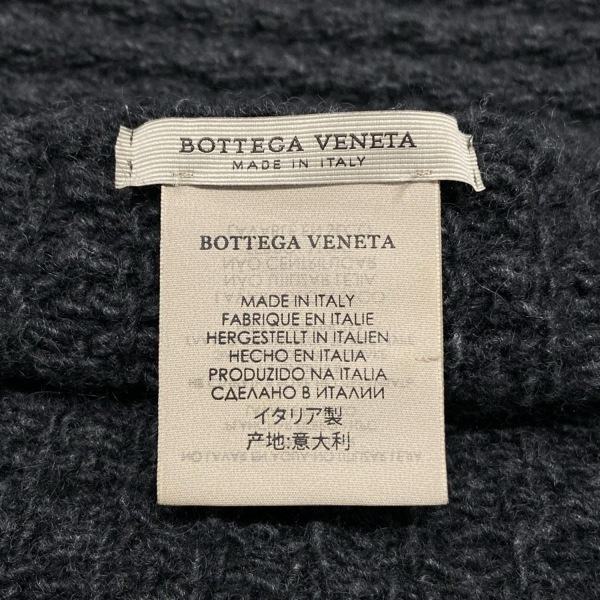 BOTTEGA VENETA
MADE IN ITALY
BOTTEGA VENETA
MADE IN ITALY
FABRIQUE EN ITALIE
HERGESTELLT IN ITALIEN
HECHO EN ITALIA
PRODUZIDO NA ITALIA
СДЕЛАНО В ИТАЛИИ
イタリア製
产地:意大利